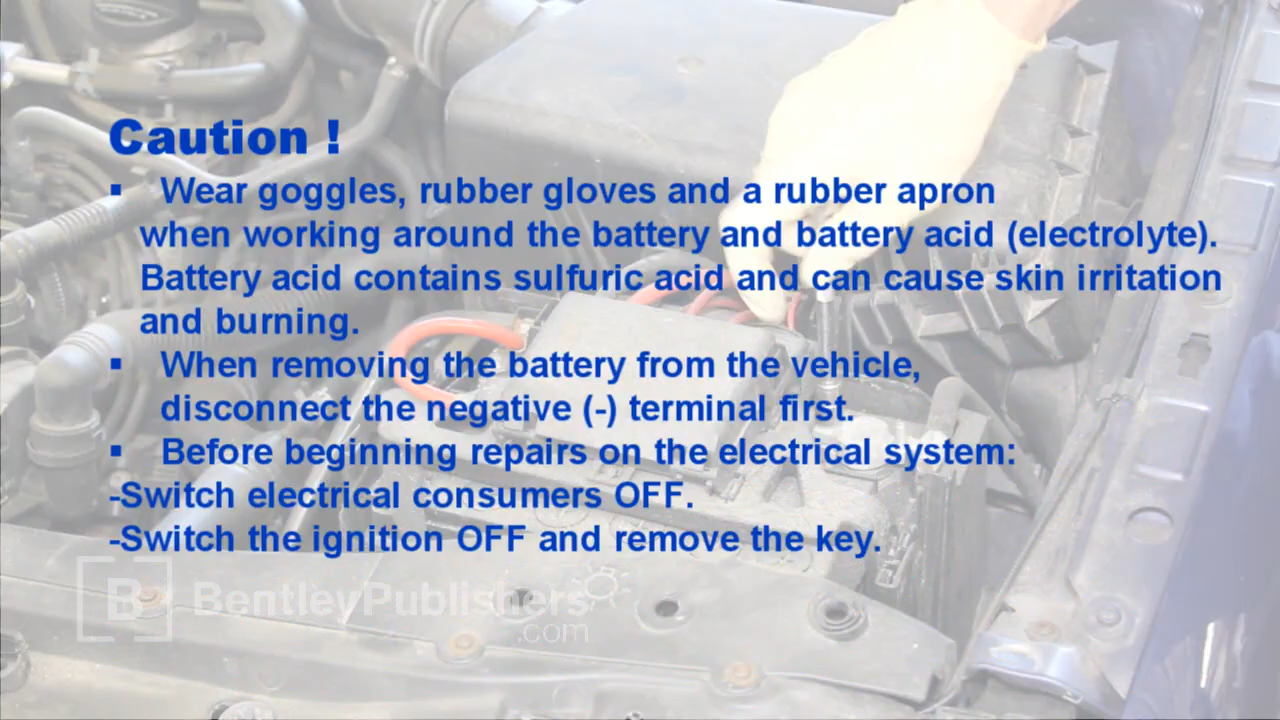 Caution !
▪ Wear goggles, rubber gloves and a rubber apron
when working around the battery and battery acid (electrolyte).
Battery acid contains sulfuric acid and can cause skin irritation
and burning.
▪ When removing the battery from the vehicle,
disconnect the negative (-) terminal first.
▪ Before beginning repairs on the electrical system:
-Switch electrical consumers OFF.
-Switch the ignition OFF and remove the key.
B BentleyPublishers
.com